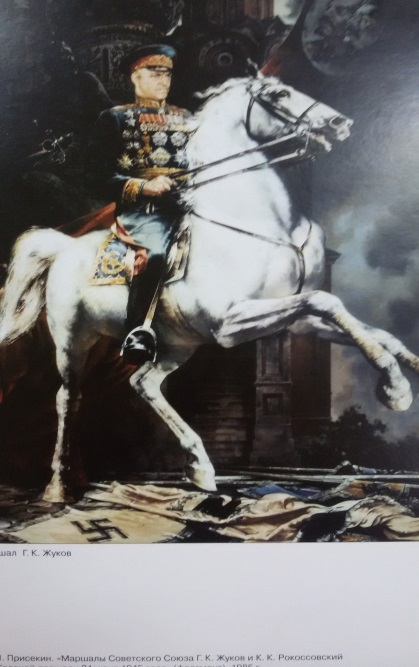 шал Г. К. Жуков
. Присекин. «Маршалы Советского Союза Г. К. Жуков и К. К. Рокоссовский